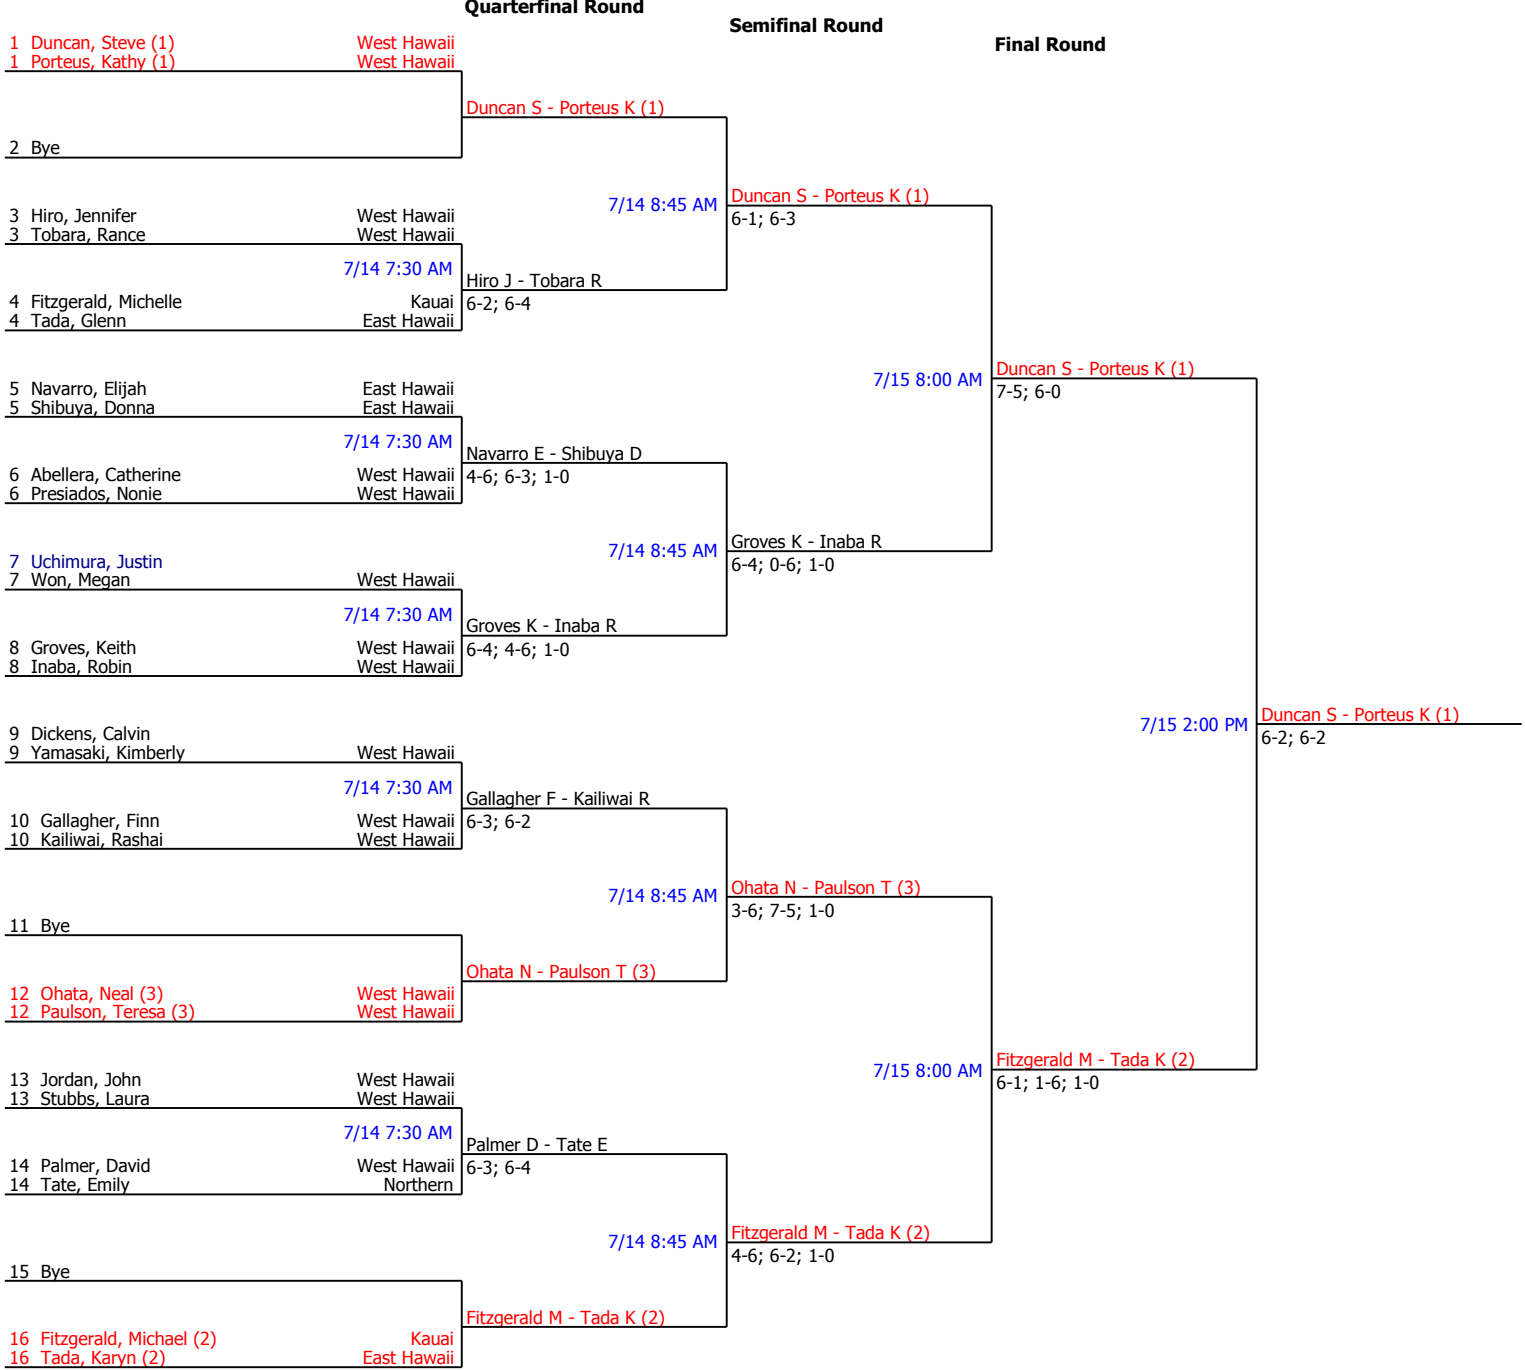 Quarterfinal Round
Semifinal Round
Final Round
1 Duncan, Steve (1) West Hawaii
1 Porteus, Kathy (1) West Hawaii
Duncan S - Porteus K (1)
2 Bye
7/14 8:45 AM Duncan S - Porteus K (1)
6-1; 6-3
3 Hiro, Jennifer West Hawaii
3 Tobara, Rance West Hawaii
7/14 7:30 AM
Hiro J - Tobara R
6-2; 6-4
4 Fitzgerald, Michelle Kauai
4 Tada, Glenn East Hawaii
7/15 8:00 AM Duncan S - Porteus K (1)
7-5; 6-0
5 Navarro, Elijah East Hawaii
5 Shibuya, Donna East Hawaii
7/14 7:30 AM
Navarro E - Shibuya D
4-6; 6-3; 1-0
6 Abellera, Catherine West Hawaii
6 Presiados, Nonie West Hawaii
7/14 8:45 AM Groves K - Inaba R
6-4; 0-6; 1-0
7 Uchimura, Justin
7 Won, Megan West Hawaii
7/14 7:30 AM
Groves K - Inaba R
6-4; 4-6; 1-0
8 Groves, Keith West Hawaii
8 Inaba, Robin West Hawaii
7/15 2:00 PM Duncan S - Porteus K (1)
6-2; 6-2
9 Dickens, Calvin
9 Yamasaki, Kimberly West Hawaii
7/14 7:30 AM
Gallagher F - Kailiwai R
6-3; 6-2
10 Gallagher, Finn West Hawaii
10 Kailiwai, Rashai West Hawaii
7/14 8:45 AM Ohata N - Paulson T (3)
3-6; 7-5; 1-0
11 Bye
Ohata N - Paulson T (3)
12 Ohata, Neal (3) West Hawaii
12 Paulson, Teresa (3) West Hawaii
7/15 8:00 AM Fitzgerald M - Tada K (2)
6-1; 1-6; 1-0
13 Jordan, John West Hawaii
13 Stubbs, Laura West Hawaii
7/14 7:30 AM
Palmer D - Tate E
6-3; 6-4
14 Palmer, David West Hawaii
14 Tate, Emily Northern
7/14 8:45 AM Fitzgerald M - Tada K (2)
4-6; 6-2; 1-0
15 Bye
Fitzgerald M - Tada K (2)
16 Fitzgerald, Michael (2) Kauai
16 Tada, Karyn (2) East Hawaii